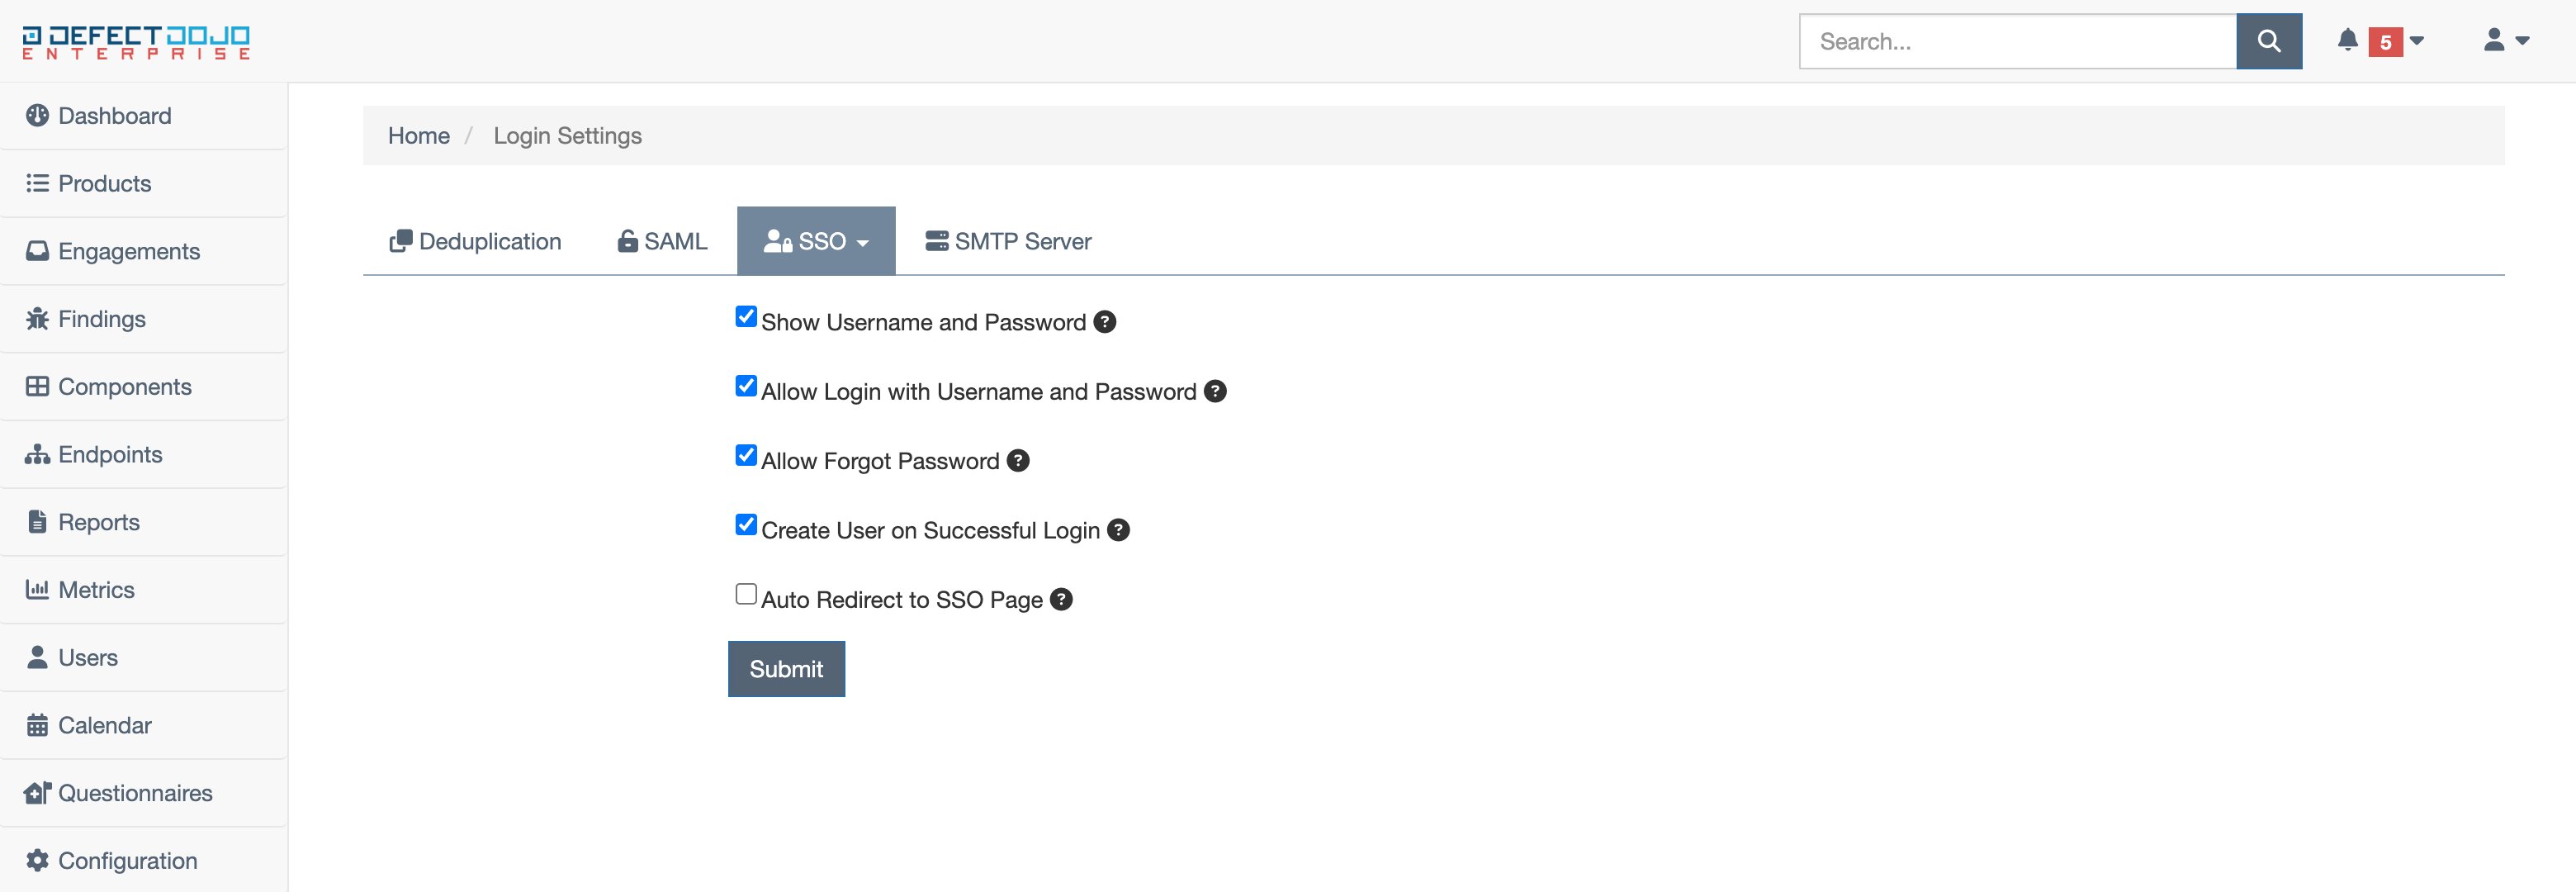 DEFECTDOJO
ENTERPRISE
Search...
5
Dashboard
Products
Engagements
Findings
Components
Endpoints
Reports
Metrics
Users
Calendar
Questionnaires
Configuration
Home / Login Settings
Deduplication SAML SSO SMTP Server
Show Username and Password ?
Allow Login with Username and Password ?
Allow Forgot Password ?
Create User on Successful Login ?
Auto Redirect to SSO Page ?
Submit